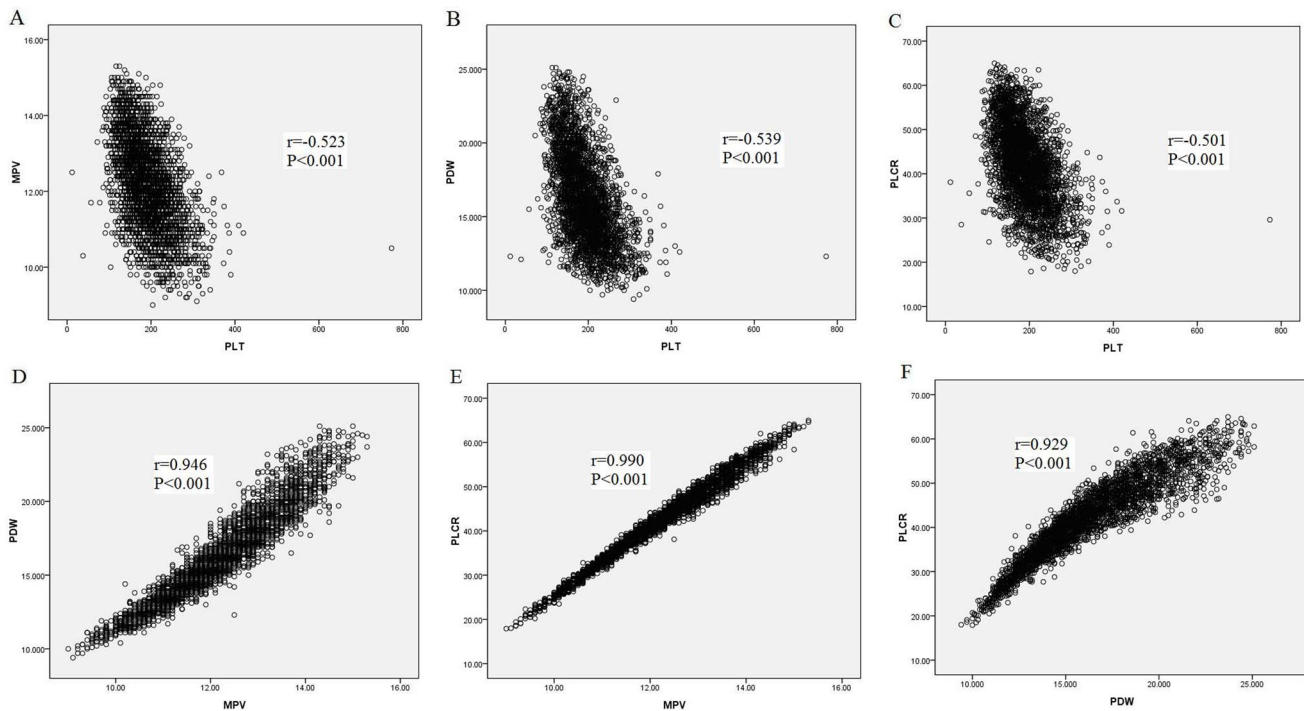 A
16.00
14.00
12.00
10.00
MPV
r=-0.523
P<0.001
0
200
400
600
800
PLT
B
25.000
20.000
15.000
10.000
PDW
r=-0.539
P<0.001
0
200
400
600
800
PLT
C
70.00
60.00
50.00
40.00
30.00
20.00
10.00
PLCR
r=-0.501
P<0.001
0
200
400
600
800
PLT
D
25.000
20.000
15.000
10.000
PDW
r=0.946
P<0.001
10.00
12.00
14.00
16.00
MPV
E
70.00
60.00
50.00
40.00
30.00
20.00
10.00
PLCR
r=0.990
P<0.001
10.00
12.00
14.00
16.00
MPV
F
70.00
60.00
50.00
40.00
30.00
20.00
10.00
PLCR
r=0.929
P<0.001
10.000
15.000
20.000
25.000
PDW